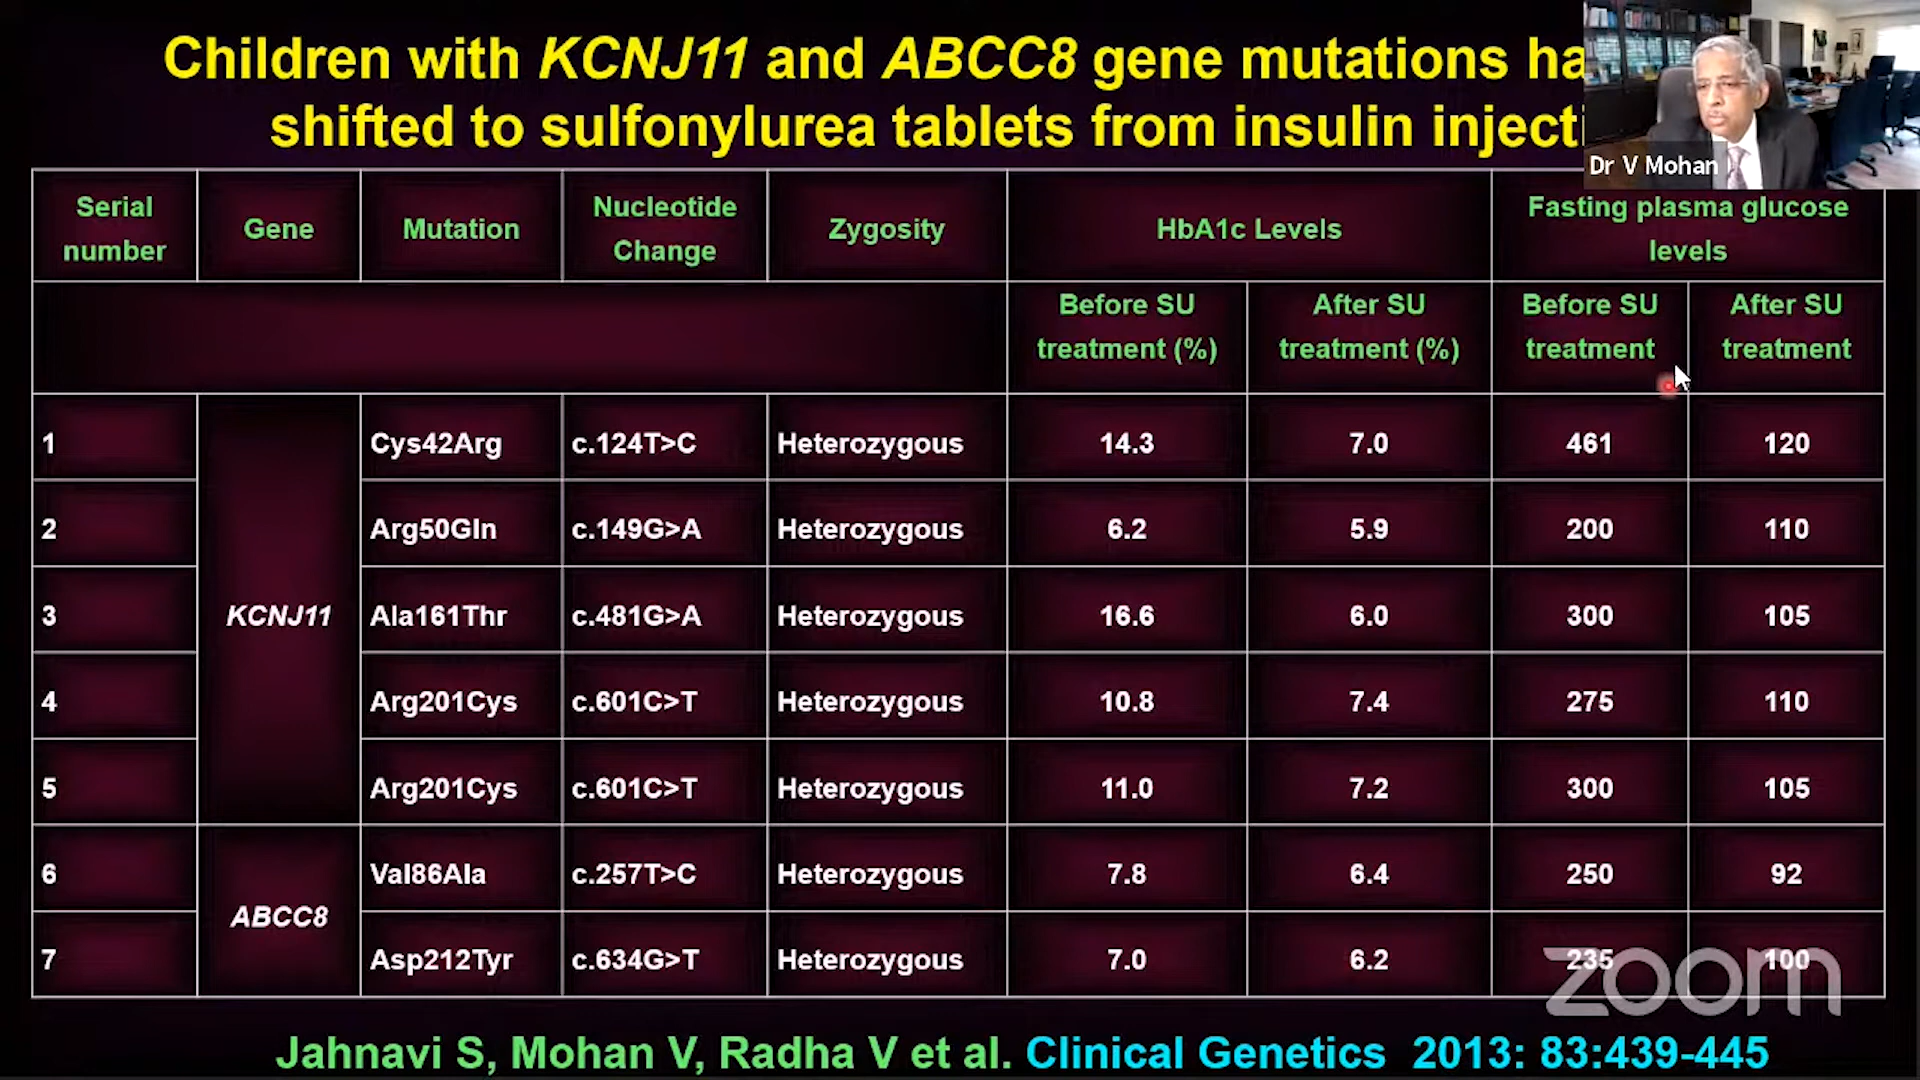 Children with KCNJ11 and ABCC8 gene mutations
shifted to sulfonylurea tablets from insulin
Dr V Mohan
Serial number Gene Mutation Nucleotide Change Zygosity HbA1c Levels Fasting plasma glucose levels
Before SU treatment (%) After SU treatment (%) Before SU treatment After SU treatment
1 KCNJ11 Cys42Arg c.124T>C Heterozygous 14.3 7.0 461 120
2 Arg50Gln c.149G>A Heterozygous 6.2 5.9 200 110
3 Ala161Thr c.481G>A Heterozygous 16.6 6.0 300 105
4 Arg201Cys c.601C>T Heterozygous 10.8 7.4 275 110
5 Arg201Cys c.601C>T Heterozygous 11.0 7.2 300 105
6 ABCC8 Val86Ala c.257T>C Heterozygous 7.8 6.4 250 92
7 Asp212Tyr c.634G>T Heterozygous 7.0 6.2 235 100
zoom
Jahnavi S, Mohan V, Radha V et al. Clinical Genetics 2013: 83:439-445